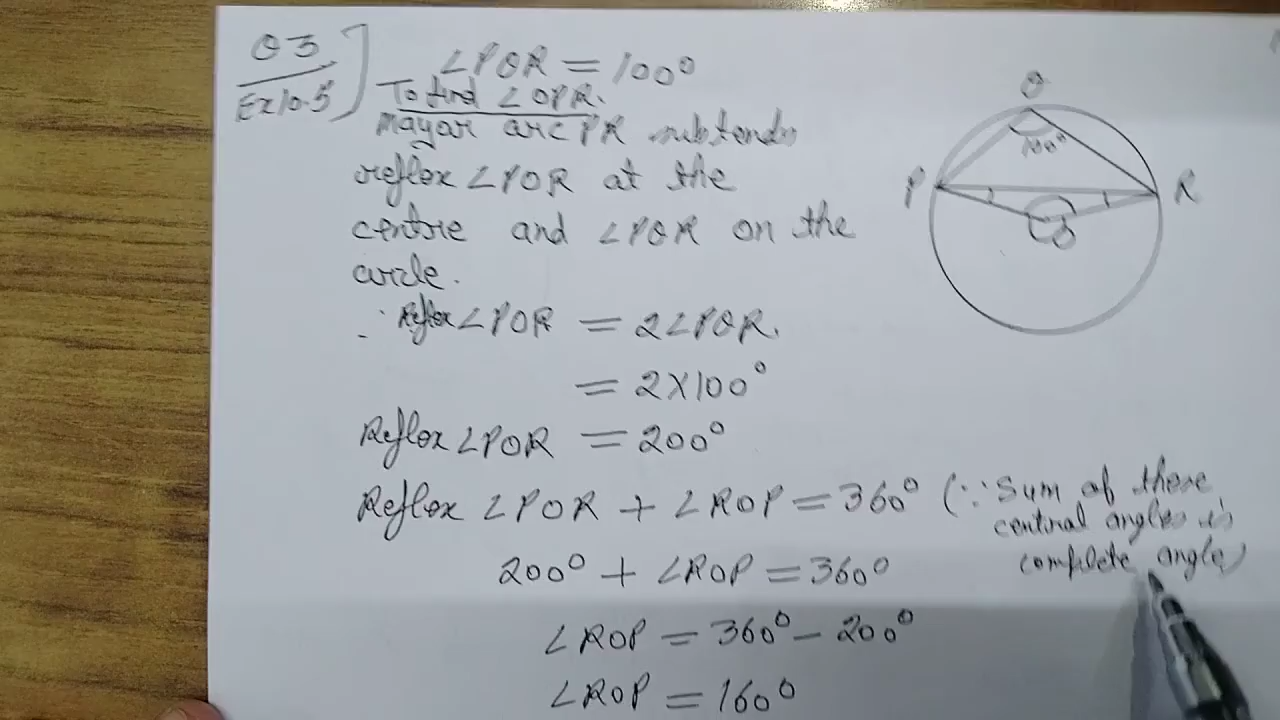 Q3
Ex10.5
∠PQR = 100°
To find ∠OPR.
mayor arc PR subtends
reflex ∠POR at the
centre and ∠PQR on the
circle.
∴ Reflex ∠POR = 2∠PQR.
= 2×100°
Reflex ∠POR = 200°
Reflex ∠POR + ∠ROP = 360° (∵ Sum of these
central angles is
complete angle)
200° + ∠ROP = 360°
∠ROP = 360° - 200°
∠ROP = 160°
Q
100°
P
R
O